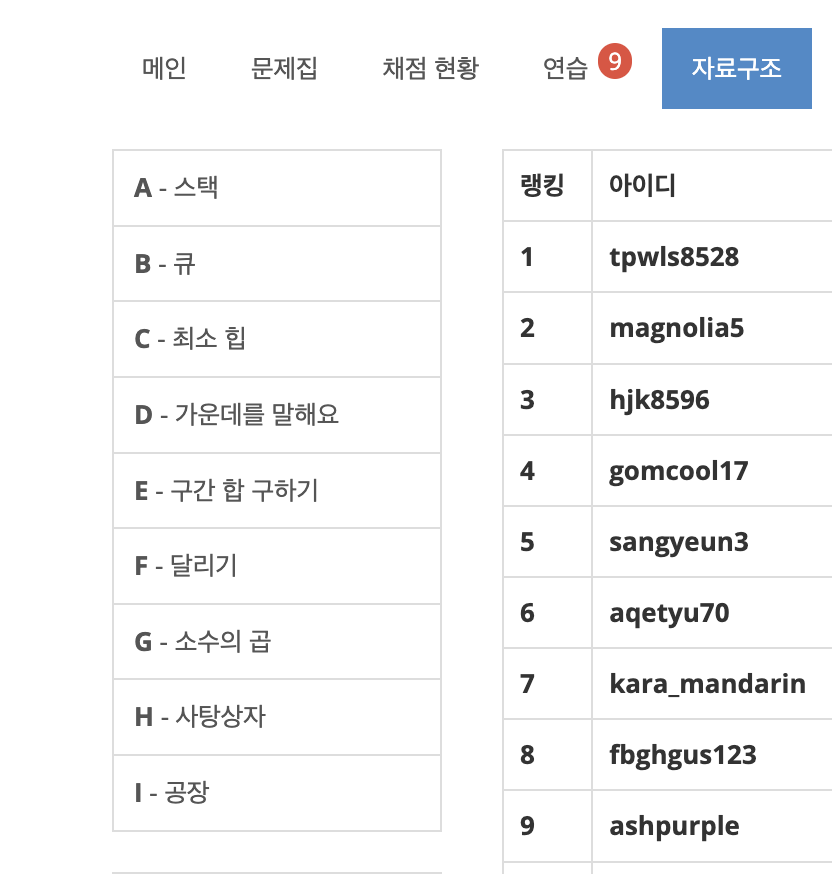 메인 문제집 채점 현황 연습 9 자료구조
A - 스택
B - 큐
C - 최소 힙
D - 가운데를 말해요
E - 구간 합 구하기
F - 달리기
G - 소수의 곱
H - 사탕상자
I - 공장
랭킹 아이디
1 tpwls8528
2 magnolia5
3 hjk8596
4 gomcool17
5 sangyeun3
6 aqetyu70
7 kara_mandarin
8 fbghgus123
9 ashpurple